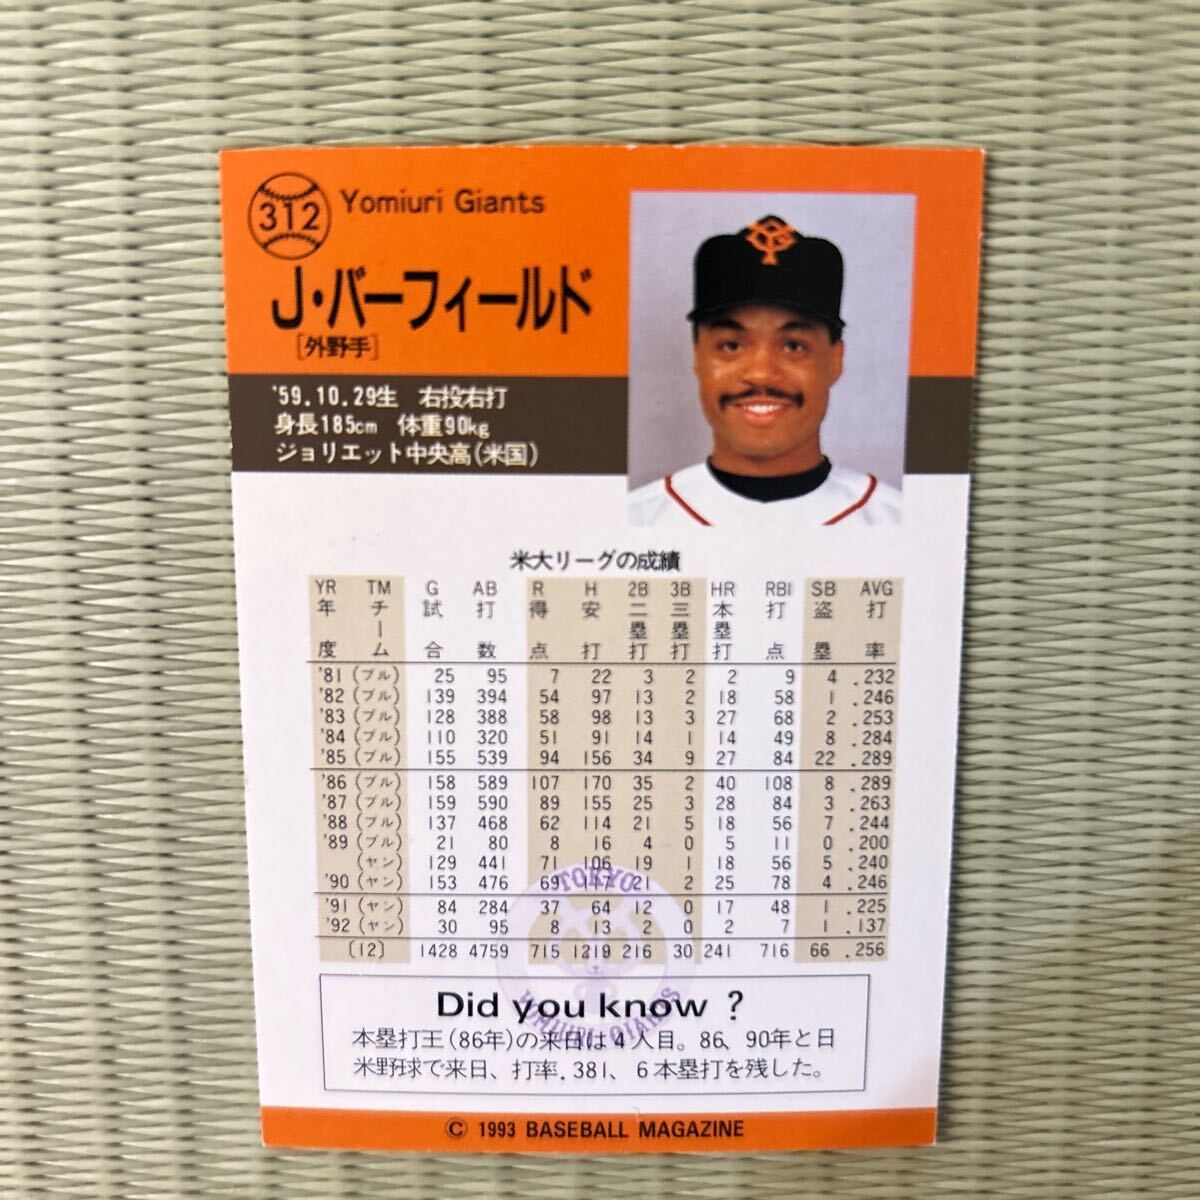 312
Yomiuri Giants
J・バーフィールド
[外野手]
'59.10.29生 右投右打
身長185cm 体重90kg
ジョリエット中央高(米国)
米大リーグの成績
YR TM G AB R H 2B 3B HR RBI SB AVG
年度 チーム 試合 打数 得点 安打 二塁打 三塁打 本塁打 打点 盗塁 打率
'81 (ブル) 25 95 7 22 3 2 2 9 4 .232
'82 (ブル) 139 394 54 97 13 2 18 58 1 .246
'83 (ブル) 128 388 58 98 13 3 27 68 2 .253
'84 (ブル) 110 320 51 91 14 1 14 49 8 .284
'85 (ブル) 155 539 94 156 34 9 27 84 22 .289
'86 (ブル) 158 589 107 170 35 2 40 108 8 .289
'87 (ブル) 159 590 89 155 25 3 28 84 3 .263
'88 (ブル) 137 468 62 114 21 5 18 56 7 .244
'89 (ブル) 21 80 8 16 4 0 5 11 0 .200
(ヤン) 129 441 71 106 19 1 18 56 5 .240
'90 (ヤン) 153 476 69 117 21 2 25 78 4 .246
'91 (ヤン) 84 284 37 64 12 0 17 48 1 .225
'92 (ヤン) 30 95 8 13 2 0 2 7 1 .137
[12] 1428 4759 715 1219 216 30 241 716 66 .256
TOKYO
YOMIURI GIANTS
Did you know ?
本塁打王(86年)の来日は4人目。86、90年と日
米野球で来日、打率.381、6本塁打を残した。
© 1993 BASEBALL MAGAZINE